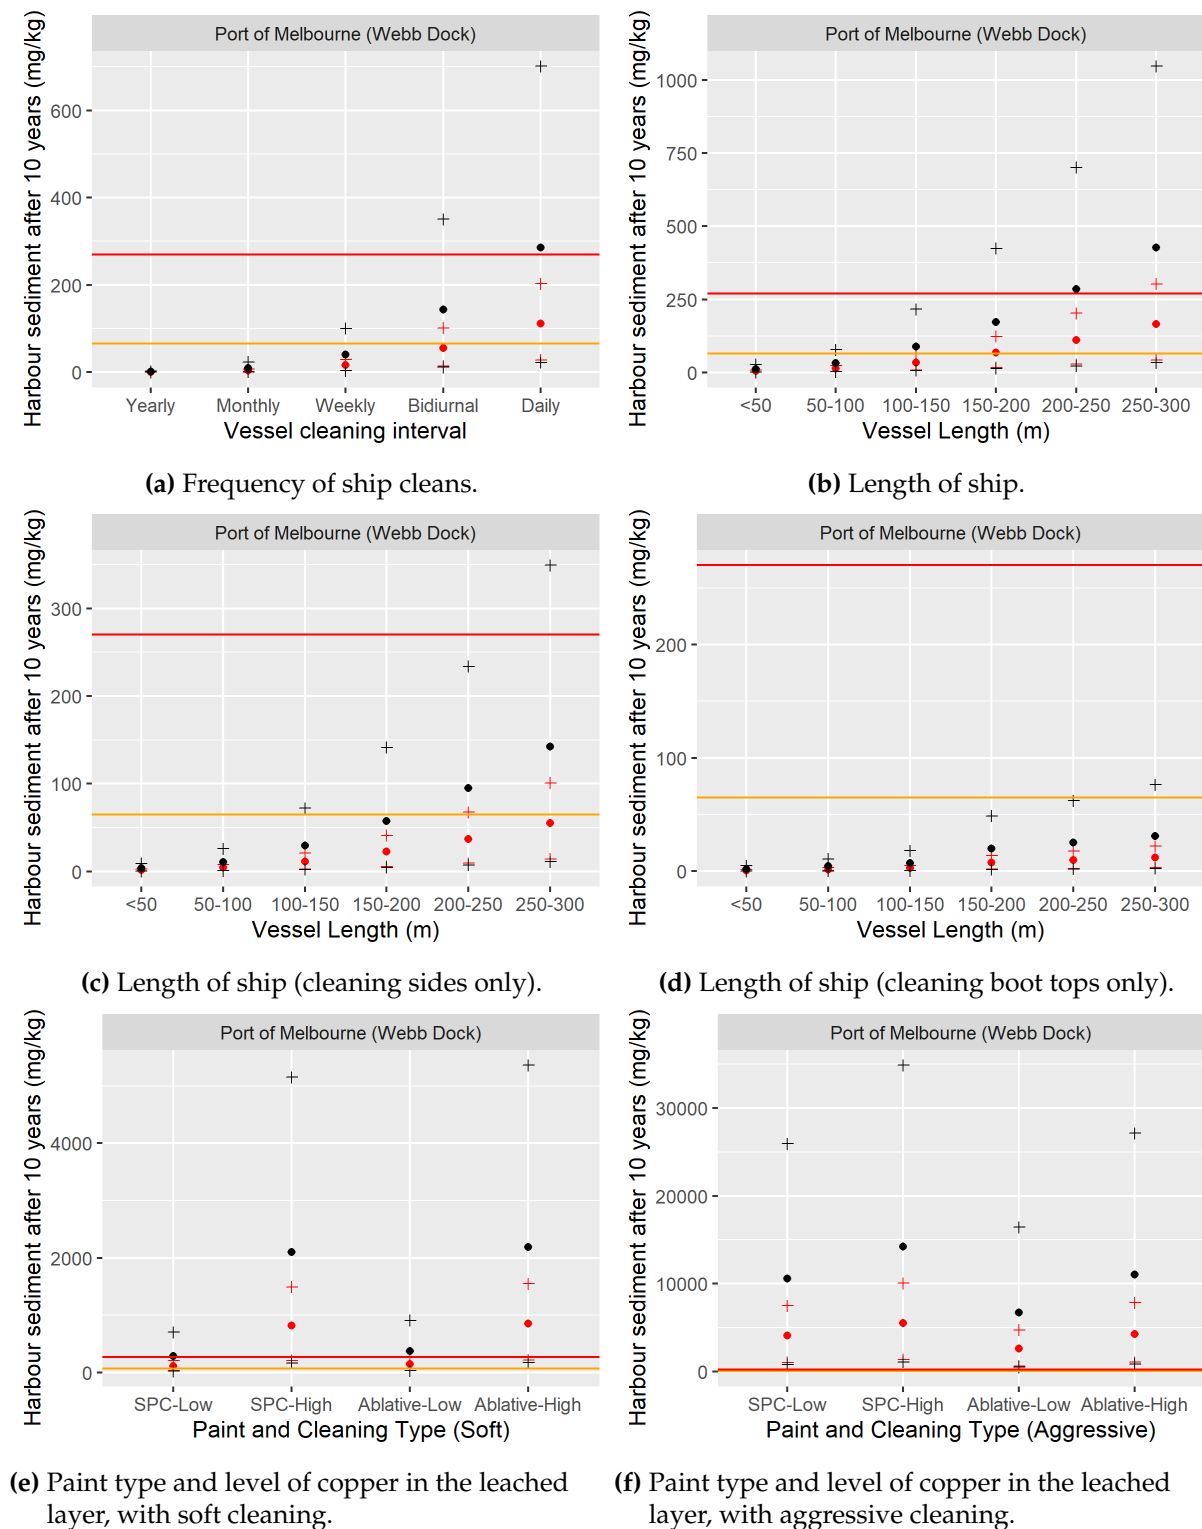 Port of Melbourne (Webb Dock)
Harbour sediment after 10 years (mg/kg)
600
400
200
0
Yearly Monthly Weekly Bidiurnal Daily
Vessel cleaning interval
(a) Frequency of ship cleans.
Port of Melbourne (Webb Dock)
Harbour sediment after 10 years (mg/kg)
1000
750
500
250
0
<50 50-100 100-150 150-200 200-250 250-300
Vessel Length (m)
(b) Length of ship.
Port of Melbourne (Webb Dock)
Harbour sediment after 10 years (mg/kg)
300
200
100
0
<50 50-100 100-150 150-200 200-250 250-300
Vessel Length (m)
(c) Length of ship (cleaning sides only).
Port of Melbourne (Webb Dock)
Harbour sediment after 10 years (mg/kg)
200
100
0
<50 50-100 100-150 150-200 200-250 250-300
Vessel Length (m)
(d) Length of ship (cleaning boot tops only).
Port of Melbourne (Webb Dock)
Harbour sediment after 10 years (mg/kg)
4000
2000
0
SPC-Low SPC-High Ablative-Low Ablative-High
Paint and Cleaning Type (Soft)
(e) Paint type and level of copper in the leached
layer, with soft cleaning.
Port of Melbourne (Webb Dock)
Harbour sediment after 10 years (mg/kg)
30000
20000
10000
0
SPC-Low SPC-High Ablative-Low Ablative-High
Paint and Cleaning Type (Aggressive)
(f) Paint type and level of copper in the leached
layer, with aggressive cleaning.